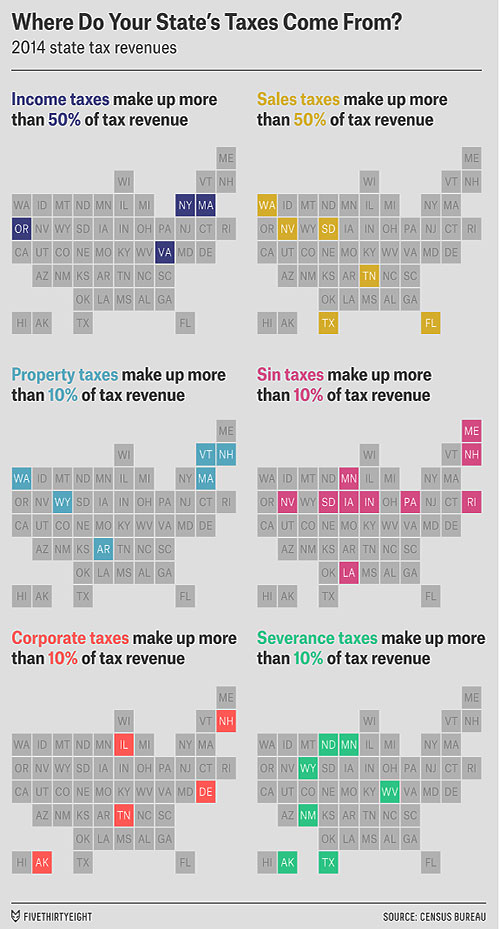 Where Do Your State's Taxes Come From?
2014 state tax revenues
Income taxes make up more
than 50% of tax revenue
ME
WI VT NH
WA ID MT ND MN IL MI NY MA
OR NV WY SD IA IN OH PA NJ CT RI
CA UT CO NE MO KY WV VA MD DE
AZ NM KS AR TN NC SC
OK LA MS AL GA
HI AK TX FL
Sales taxes make up more
than 50% of tax revenue
ME
WI VT NH
WA ID MT ND MN IL MI NY MA
OR NV WY SD IA IN OH PA NJ CT RI
CA UT CO NE MO KY WV VA MD DE
AZ NM KS AR TN NC SC
OK LA MS AL GA
HI AK TX FL
Property taxes make up more
than 10% of tax revenue
ME
WI VT NH
WA ID MT ND MN IL MI NY MA
OR NV WY SD IA IN OH PA NJ CT RI
CA UT CO NE MO KY WV VA MD DE
AZ NM KS AR TN NC SC
OK LA MS AL GA
HI AK TX FL
Sin taxes make up more
than 10% of tax revenue
ME
WI VT NH
WA ID MT ND MN IL MI NY MA
OR NV WY SD IA IN OH PA NJ CT RI
CA UT CO NE MO KY WV VA MD DE
AZ NM KS AR TN NC SC
OK LA MS AL GA
HI AK TX FL
Corporate taxes make up more
than 10% of tax revenue
ME
WI VT NH
WA ID MT ND MN IL MI NY MA
OR NV WY SD IA IN OH PA NJ CT RI
CA UT CO NE MO KY WV VA MD DE
AZ NM KS AR TN NC SC
OK LA MS AL GA
HI AK TX FL
Severance taxes make up more
than 10% of tax revenue
ME
WI VT NH
WA ID MT ND MN IL MI NY MA
OR NV WY SD IA IN OH PA NJ CT RI
CA UT CO NE MO KY WV VA MD DE
AZ NM KS AR TN NC SC
OK LA MS AL GA
HI AK TX FL
FIVETHIRTYEIGHT SOURCE: CENSUS BUREAU